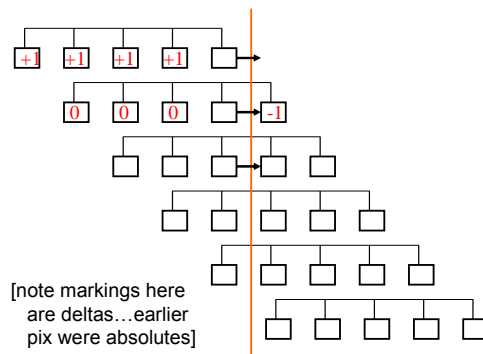 +1 +1 +1 +1
0 0 0 -1
[note markings here
are deltas…earlier
pix were absolutes]